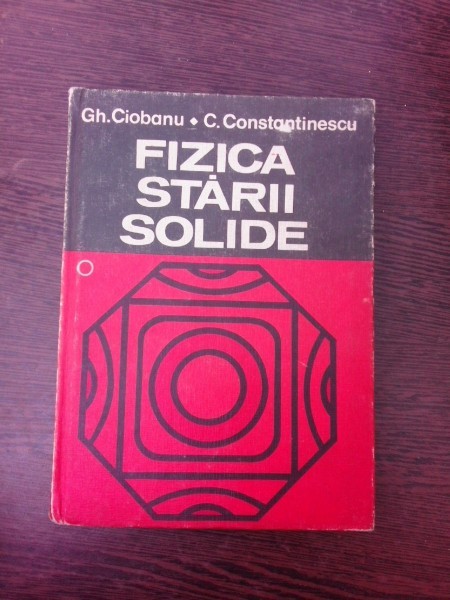 Gh. Ciobanu ♦ C. Constantinescu
FIZICA
STĂRII
SOLIDE